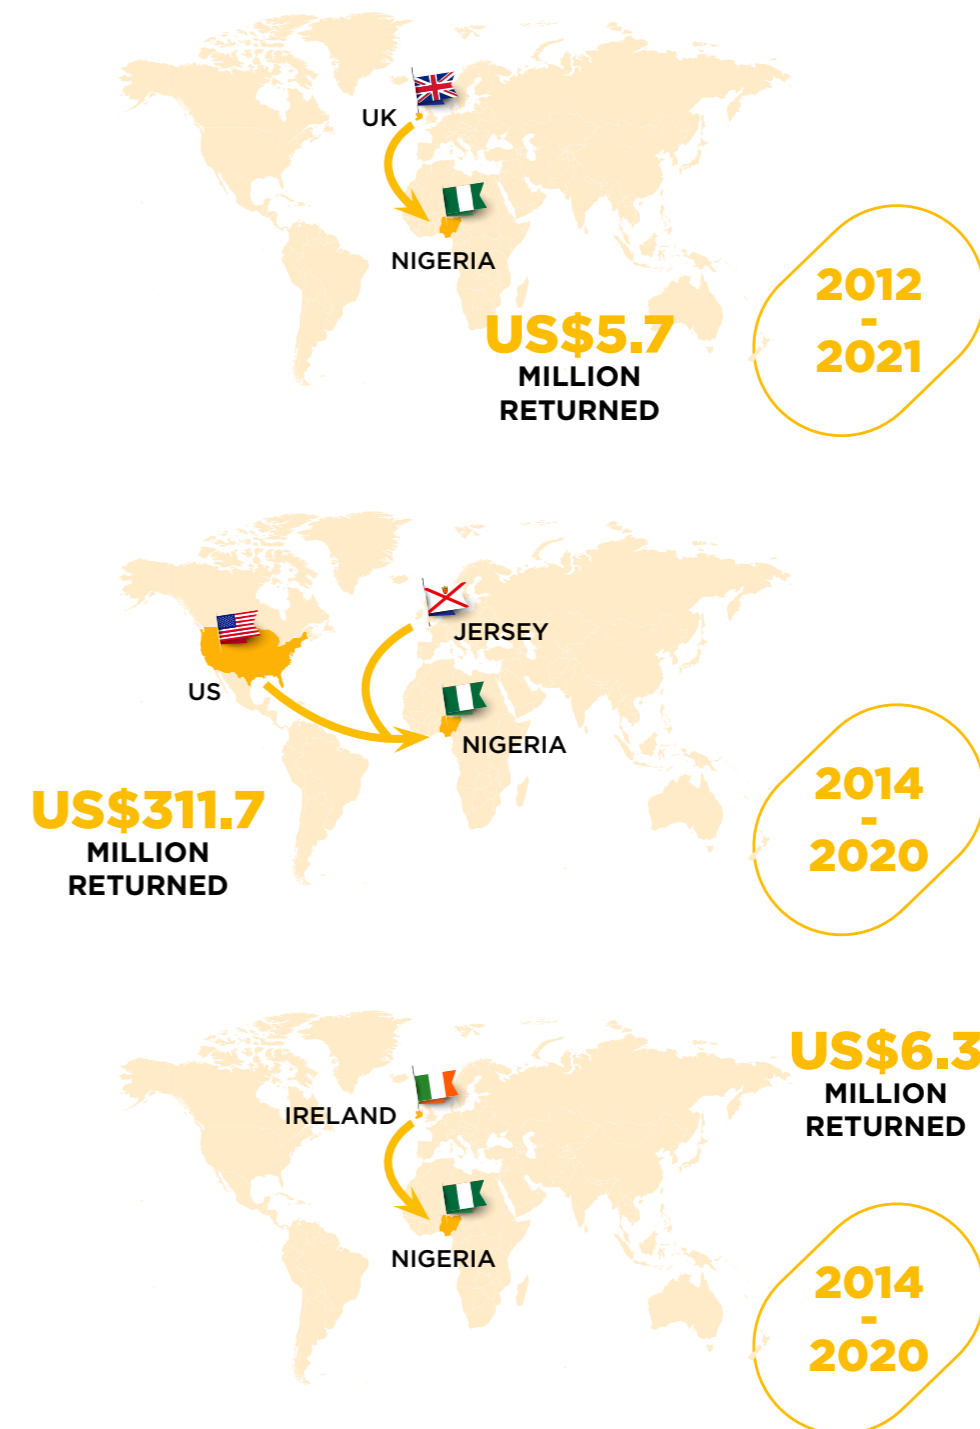 UK
NIGERIA
US$5.7
MILLION
RETURNED
2012
-
2021
JERSEY
US
NIGERIA
US$311.7
MILLION
RETURNED
2014
-
2020
US$6.3
MILLION
RETURNED
IRELAND
NIGERIA
2014
-
2020